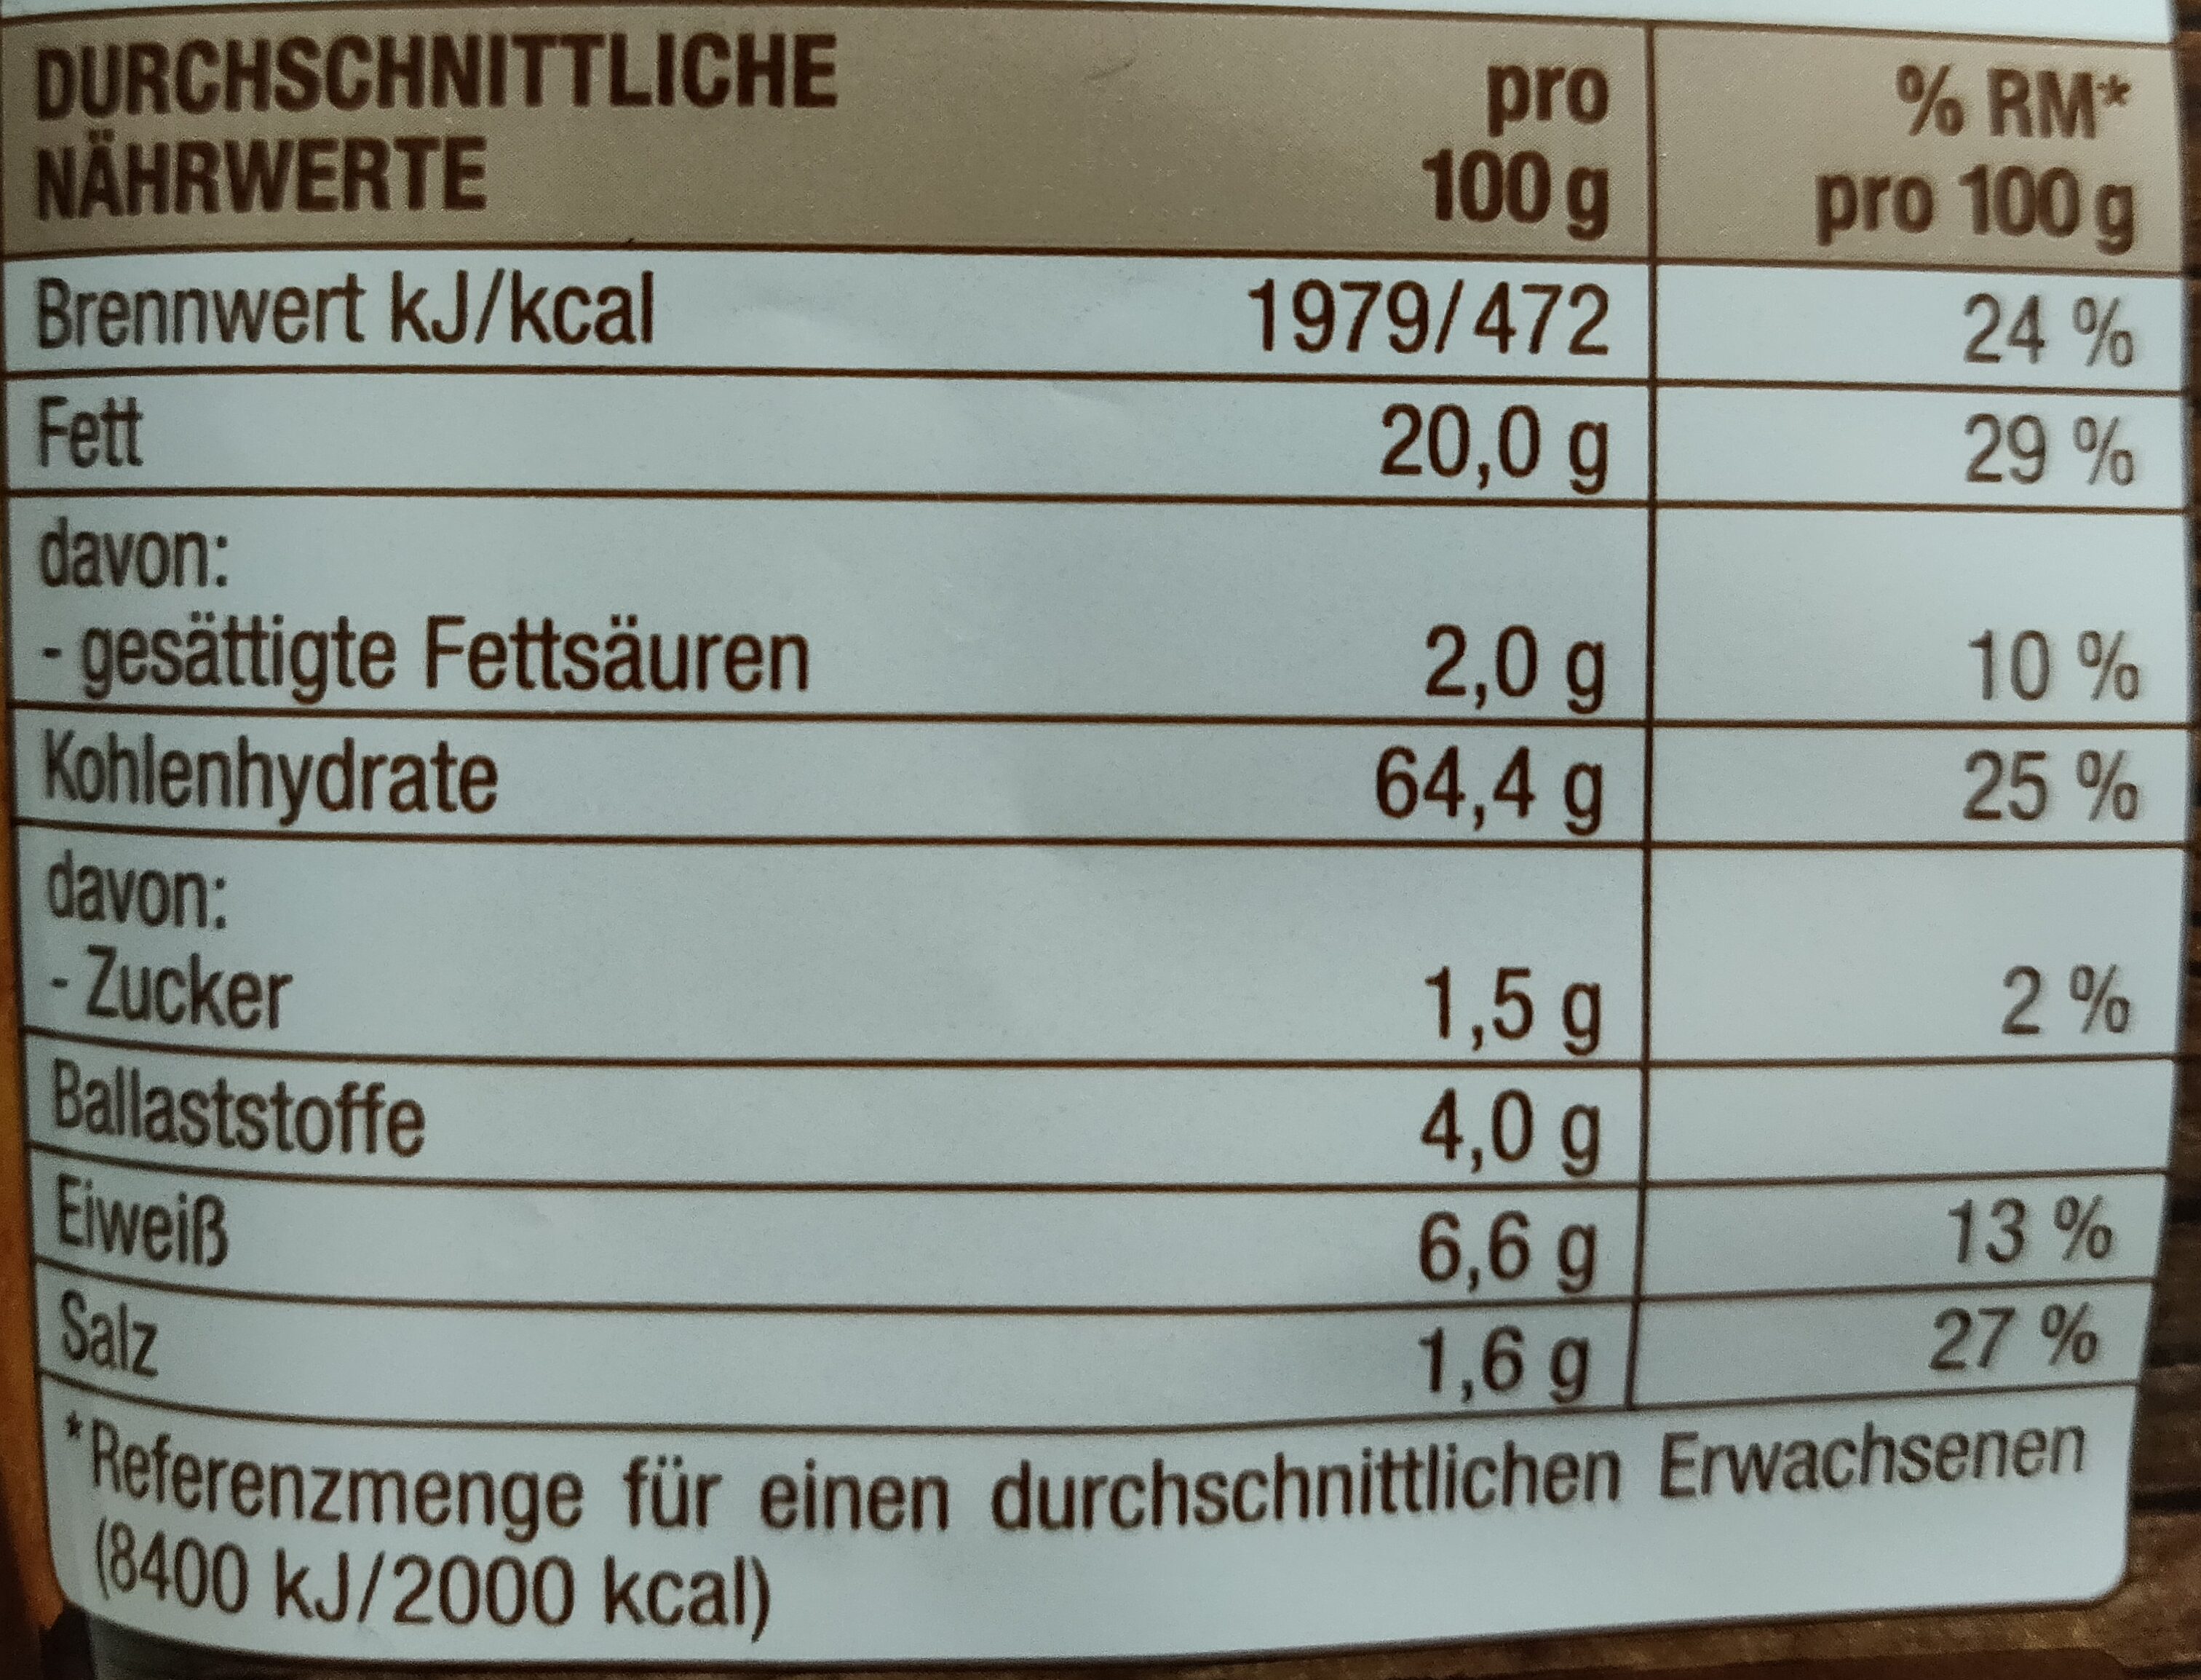 DURCHSCHNITTLICHE NÄHRWERTE pro 100 g % RM* pro 100 g
Brennwert kJ/kcal 1979/472 24 %
Fett 20,0 g 29 %
davon:
- gesättigte Fettsäuren 2,0 g 10 %
Kohlenhydrate 64,4 g 25 %
davon:
- Zucker 1,5 g 2 %
Ballaststoffe 4,0 g
Eiweiß 6,6 g 13 %
Salz 1,6 g 27 %
*Referenzmenge für einen durchschnittlichen Erwachsenen
(8400 kJ/2000 kcal)